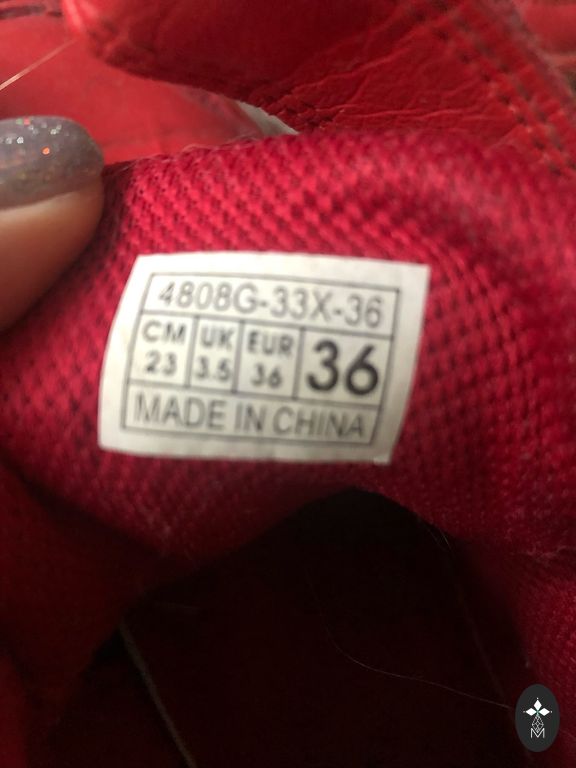 4808G-33X-36
CM UK EUR 36
23 3.5 36
MADE IN CHINA
M